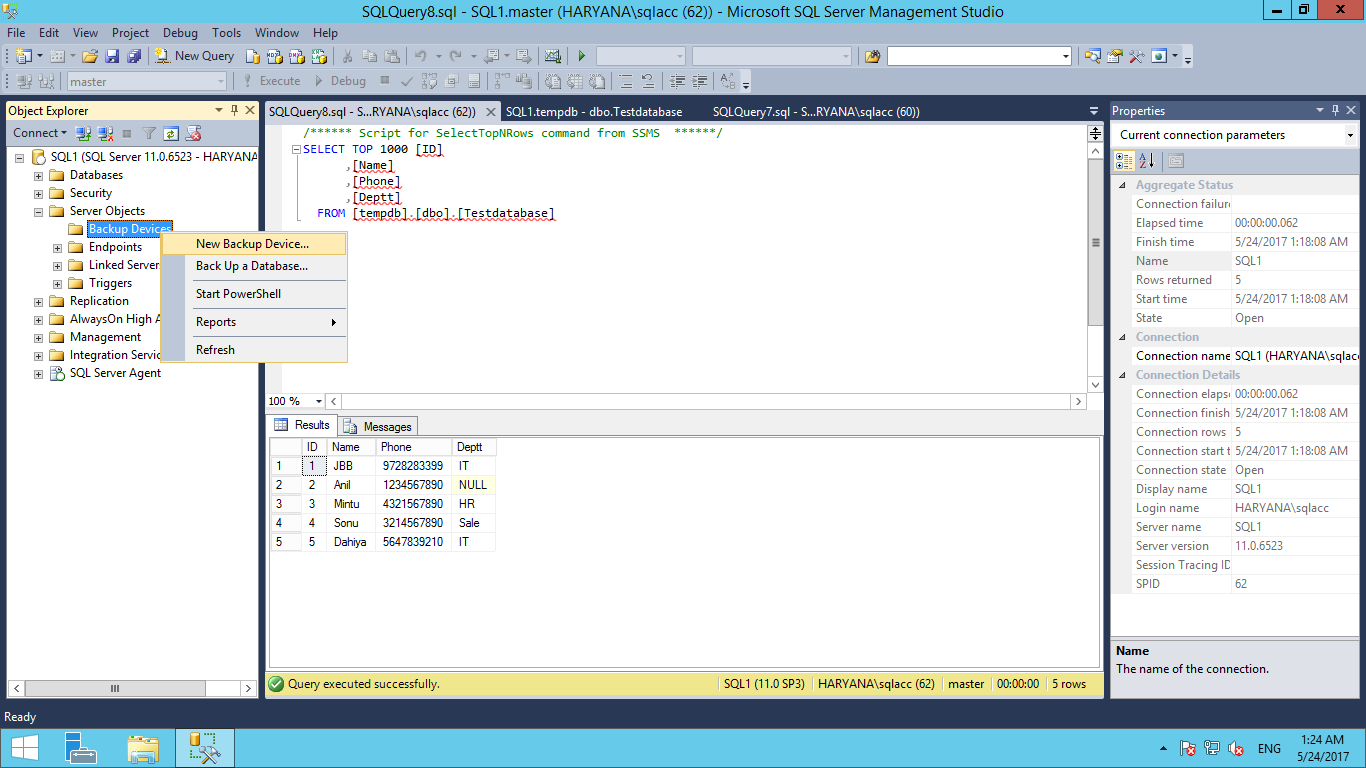 SQLQuery8.sql - SQL1.master (HARYANA\sqlacc (62)) - Microsoft SQL Server Management Studio
File Edit View Project Debug Tools Window Help
New Query
master Execute Debug
Object Explorer
Connect
SQL1 (SQL Server 11.0.6523 - HARYANA
Databases
Security
Server Objects
Backup Devices
Endpoints
Linked Server
Triggers
Replication
AlwaysOn High A
Management
Integration Servic
SQL Server Agent
New Backup Device...
Back Up a Database...
Start PowerShell
Reports
Refresh
SQLQuery8.sql - S...RYANA\sqlacc (62)) SQL1.tempdb - dbo.Testdatabase SQLQuery7.sql - S...RYANA\sqlacc (60))
/****** Script for SelectTopNRows command from SSMS ******/
SELECT TOP 1000 [ID]
,[Name]
,[Phone]
,[Deptt]
FROM [tempdb].[dbo].[Testdatabase]
100 %
Results Messages
ID Name Phone Deptt
1 1 JBB 9728283399 IT
2 2 Anil 1234567890 NULL
3 3 Mintu 4321567890 HR
4 4 Sonu 3214567890 Sale
5 5 Dahiya 5647839210 IT
Query executed successfully. SQL1 (11.0 SP3) HARYANA\sqlacc (62) master 00:00:00 5 rows
Properties
Current connection parameters
Aggregate Status
Connection failure
Elapsed time 00:00:00.062
Finish time 5/24/2017 1:18:08 AM
Name SQL1
Rows returned 5
Start time 5/24/2017 1:18:08 AM
State Open
Connection
Connection name SQL1 (HARYANA\sqlacc
Connection Details
Connection elapse 00:00:00.062
Connection finish 5/24/2017 1:18:08 AM
Connection rows 5
Connection start t 5/24/2017 1:18:08 AM
Connection state Open
Display name SQL1
Login name HARYANA\sqlacc
Server name SQL1
Server version 11.0.6523
Session Tracing ID
SPID 62
Name
The name of the connection.
Ready
ENG
1:24 AM
5/24/2017